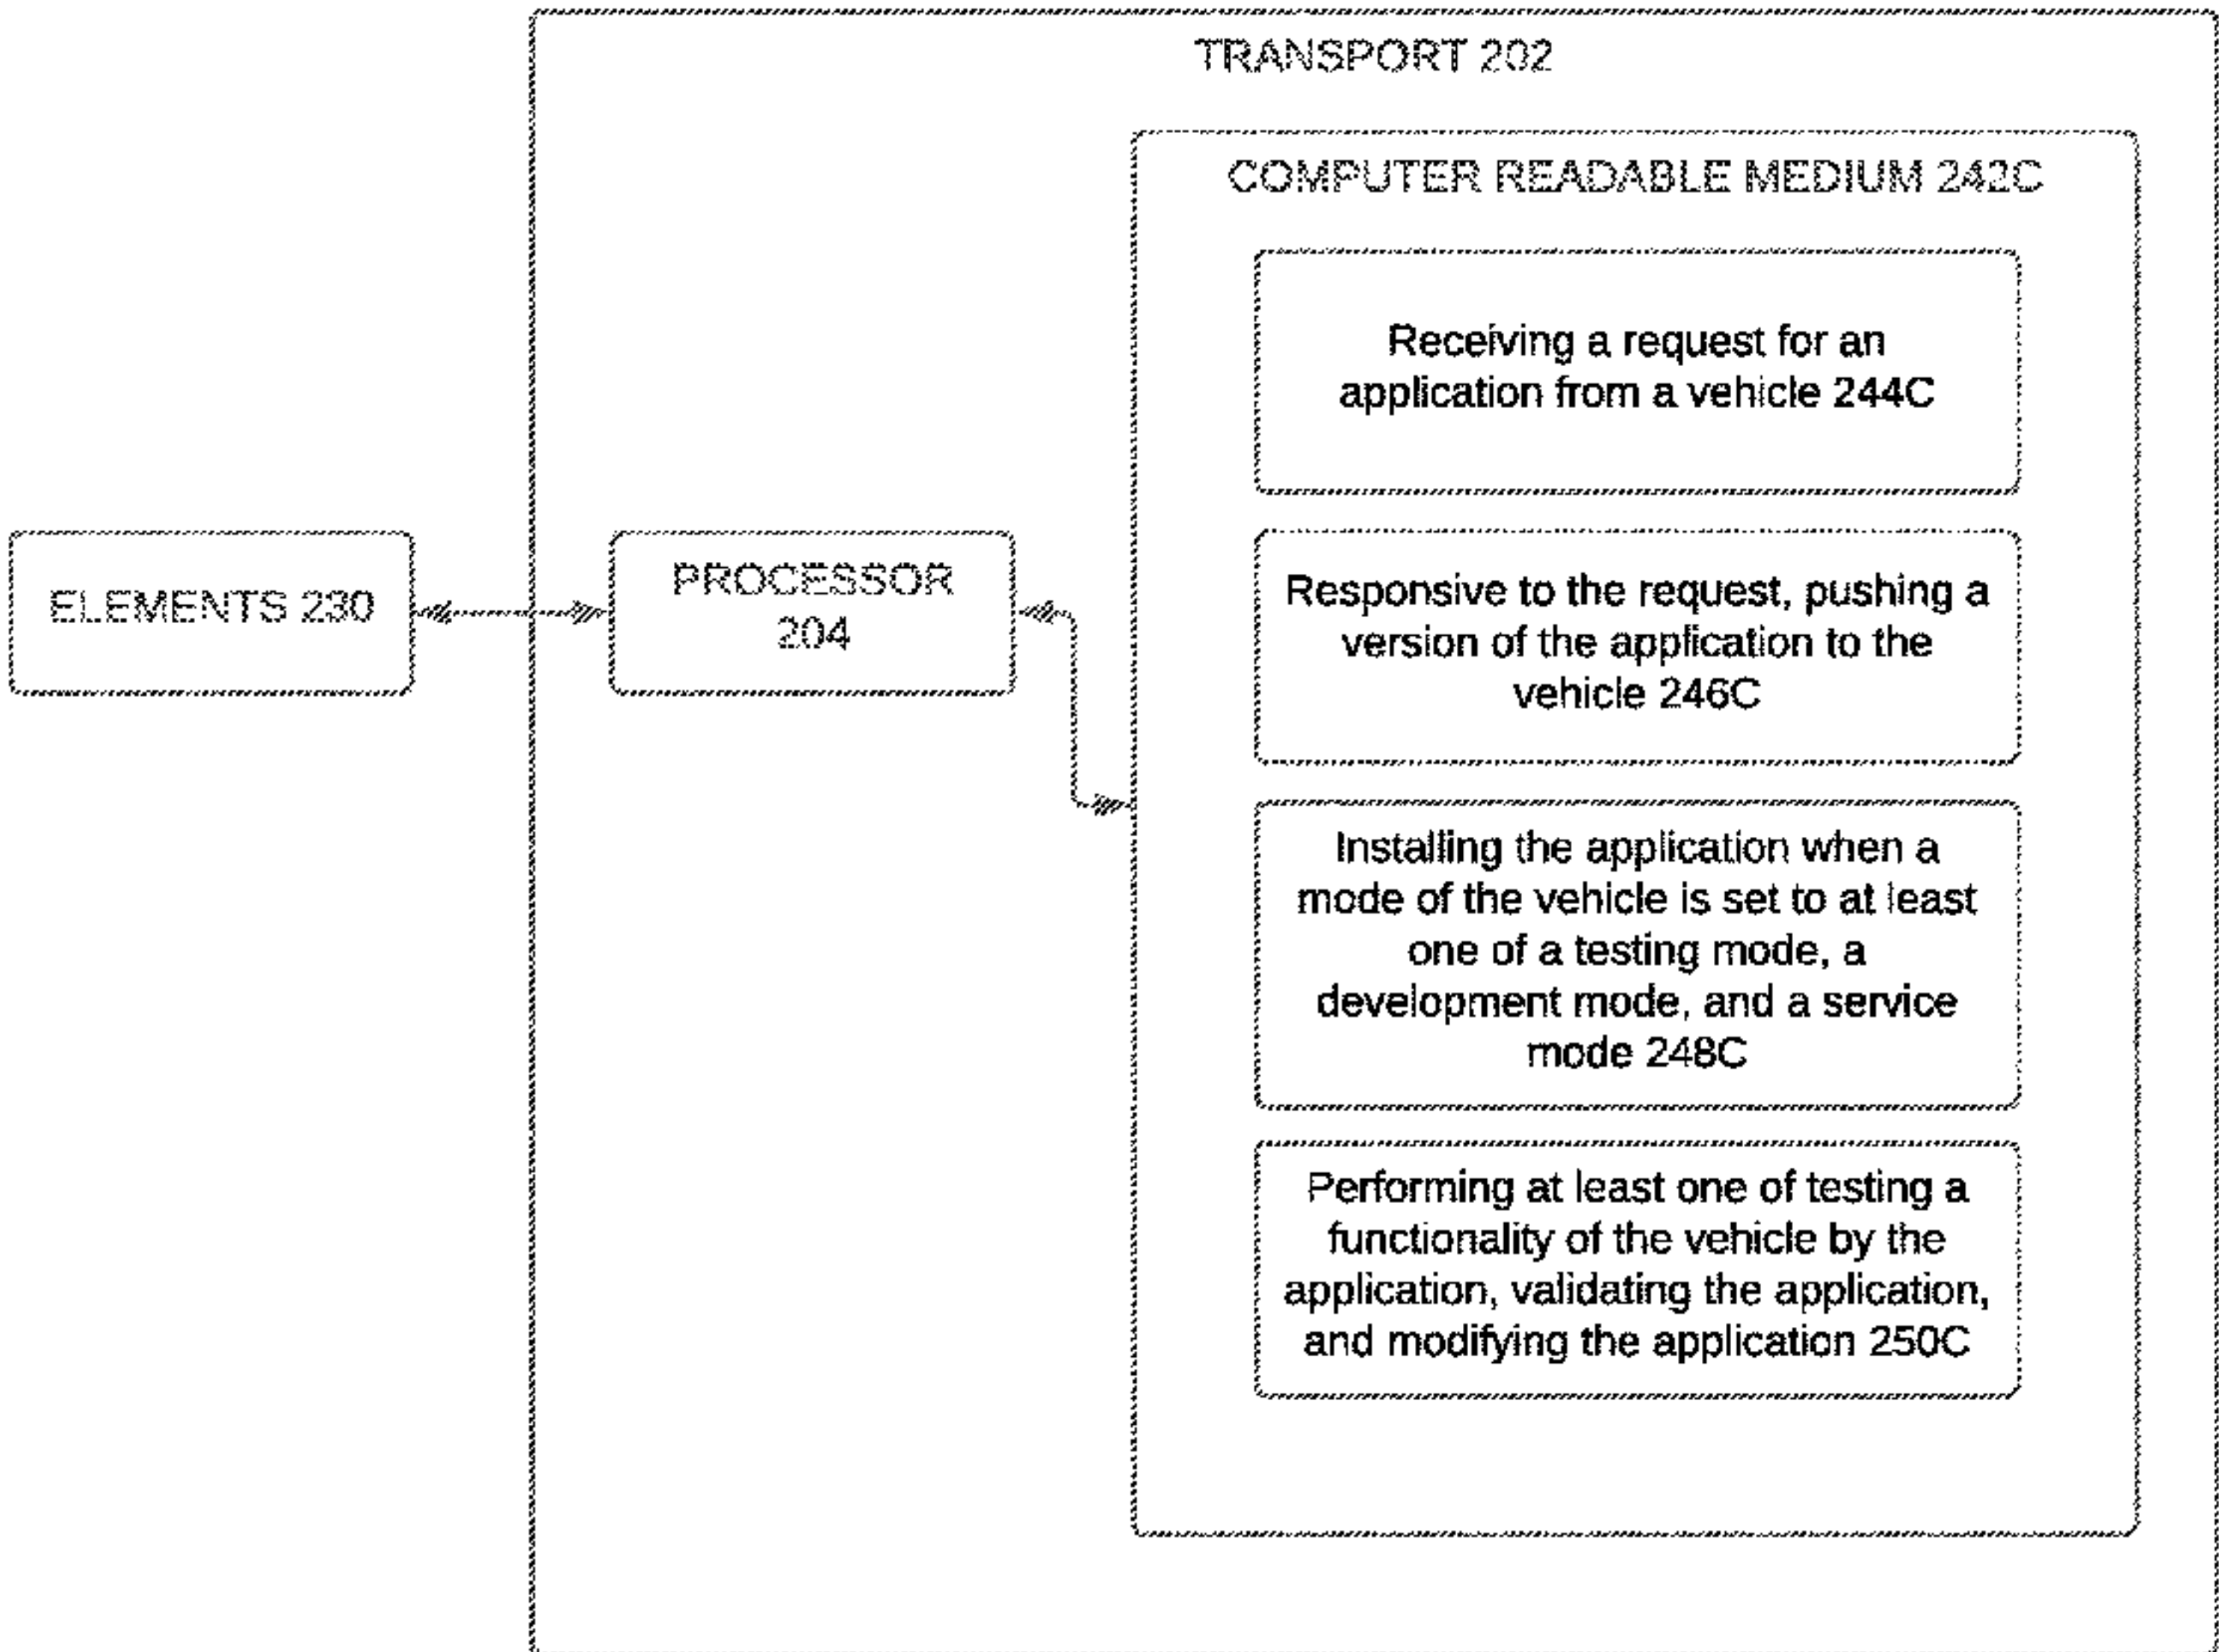 TRANSPORT 202
COMPUTER READABLE MEDIUM 242C
Receiving a request for an
application from a vehicle 244C
ELEMENTS 230
PROCESSOR
204
Responsive to the request, pushing a
version of the application to the
vehicle 246C
Installing the application when a
mode of the vehicle is set to at least
one of a testing mode, a
development mode, and a service
mode 248C
Performing at least one of testing a
functionality of the vehicle by the
application, validating the application,
and modifying the application 250C